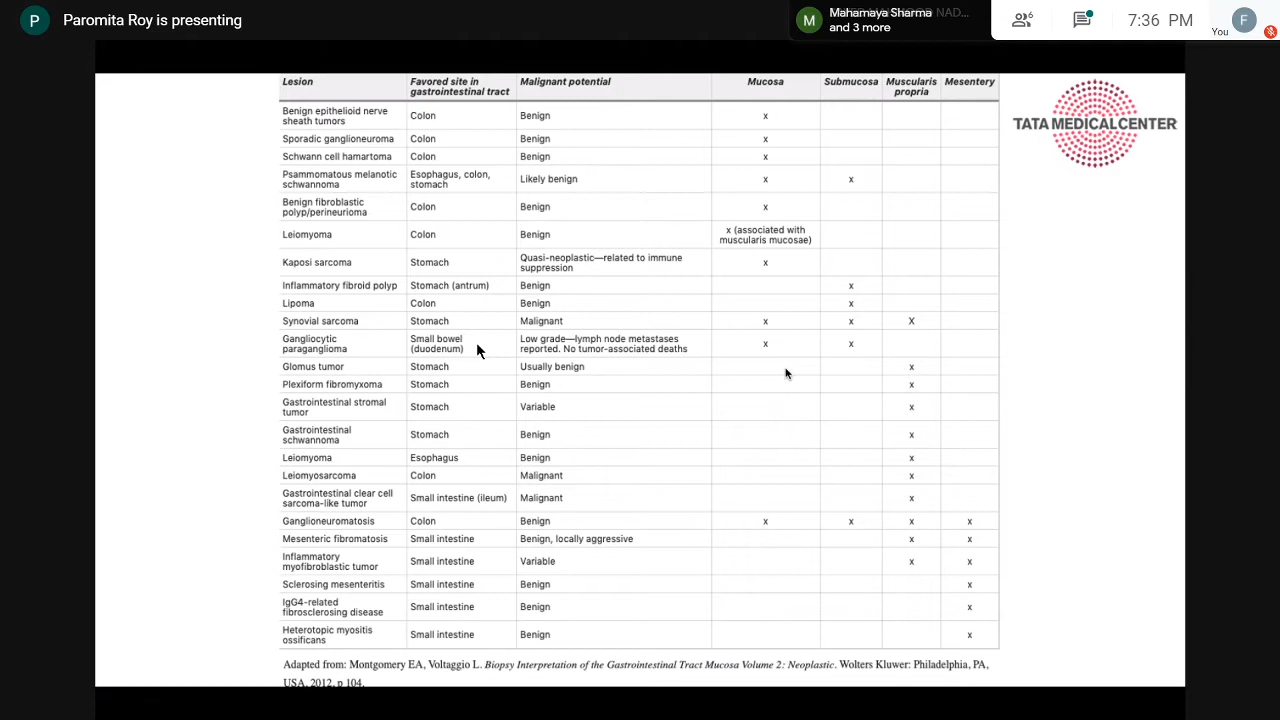 P Paromita Roy is presenting
M Mahamaya Sharma
and 3 more
6
7:36 PM
You F
Lesion Favored site in gastrointestinal tract Malignant potential Mucosa Submucosa Muscularis propria Mesentery
Benign epithelioid nerve sheath tumors Colon Benign x
Sporadic ganglioneuroma Colon Benign x
Schwann cell hamartoma Colon Benign x
Psammomatous melanotic schwannoma Esophagus, colon, stomach Likely benign x x
Benign fibroblastic polyp/perineurioma Colon Benign x
Leiomyoma Colon Benign x (associated with muscularis mucosae)
Kaposi sarcoma Stomach Quasi-neoplastic—related to immune suppression x
Inflammatory fibroid polyp Stomach (antrum) Benign x
Lipoma Colon Benign x
Synovial sarcoma Stomach Malignant x x X
Gangliocytic paraganglioma Small bowel (duodenum) Low grade—lymph node metastases reported. No tumor-associated deaths x x
Glomus tumor Stomach Usually benign x
Plexiform fibromyxoma Stomach Benign x
Gastrointestinal stromal tumor Stomach Variable x
Gastrointestinal schwannoma Stomach Benign x
Leiomyoma Esophagus Benign x
Leiomyosarcoma Colon Malignant x
Gastrointestinal clear cell sarcoma-like tumor Small intestine (ileum) Malignant x
Ganglioneuromatosis Colon Benign x x x x
Mesenteric fibromatosis Small intestine Benign, locally aggressive x x
Inflammatory myofibroblastic tumor Small intestine Variable x x
Sclerosing mesenteritis Small intestine Benign x
IgG4-related fibrosclerosing disease Small intestine Benign x
Heterotopic myositis ossificans Small intestine Benign x
Adapted from: Montgomery EA, Voltaggio L. Biopsy Interpretation of the Gastrointestinal Tract Mucosa Volume 2: Neoplastic. Wolters Kluwer: Philadelphia, PA,
USA, 2012, p 104.
TATA MEDICAL CENTER